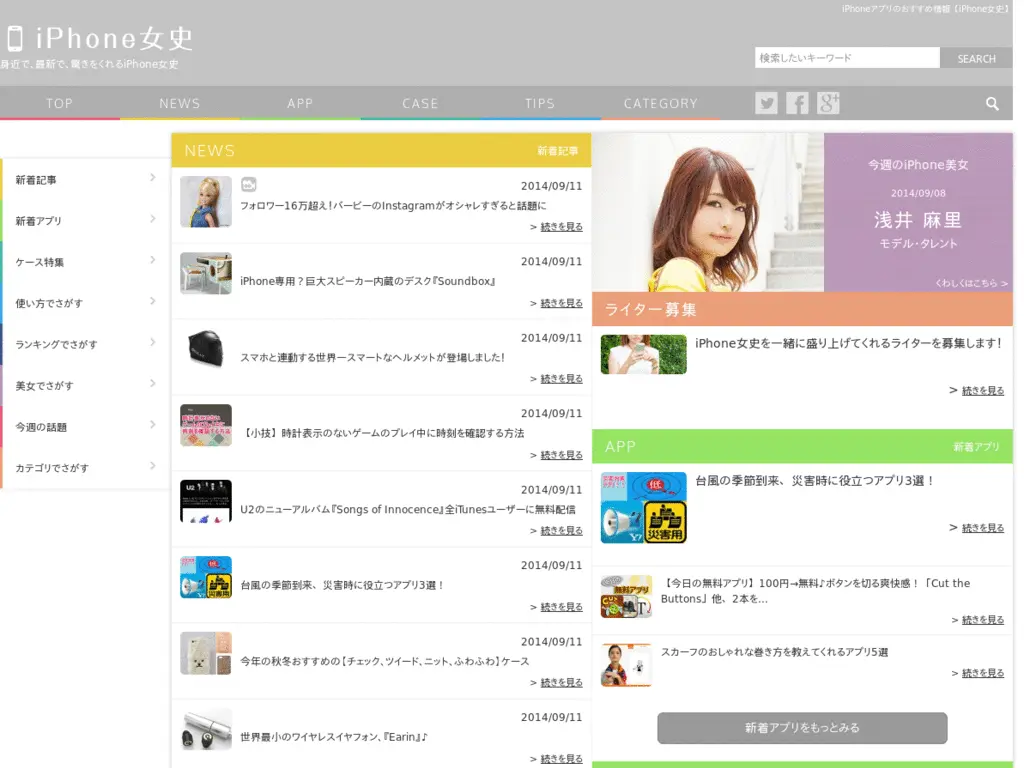 iPhoneアプリのおすすめ情報【iPhone女史】
iPhone女史
身近で、最新で、驚きをくれるiPhone女史
検索したいキーワード
SEARCH
TOP
NEWS
APP
CASE
TIPS
CATEGORY
新着記事
新着アプリ
ケース特集
使い方でさがす
ランキングでさがす
美女でさがす
今週の話題
カテゴリでさがす
NEWS
新着記事
2014/09/11
フォロワー16万超え!バービーのInstagramがオシャレすぎると話題に
> 続きを見る
2014/09/11
iPhone専用?巨大スピーカー内蔵のデスク『Soundbox』
> 続きを見る
2014/09/11
スマホと連動する世界一スマートなヘルメットが登場しました!
> 続きを見る
2014/09/11
【小技】時計表示のないゲームのプレイ中に時刻を確認する方法
> 続きを見る
U2
2014/09/11
U2のニューアルバム『Songs of Innocence』全iTunesユーザーに無料配信
> 続きを見る
災害用
2014/09/11
台風の季節到来、災害時に役立つアプリ3選!
> 続きを見る
2014/09/11
今年の秋冬おすすめの【チェック、ツイード、ニット、ふわふわ】ケース
> 続きを見る
2014/09/11
世界最小のワイヤレスイヤフォン、『Earin』♪
> 続きを見る
今週のiPhone美女
2014/09/08
浅井 麻里
モデル・タレント
くわしくはこちら >
ライター募集
iPhone女史を一緒に盛り上げてくれるライターを募集します!
> 続きを見る
APP
新着アプリ
低
Y!
災害用
台風の季節到来、災害時に役立つアプリ3選!
> 続きを見る
無料アプリ
【今日の無料アプリ】100円→無料♪ボタンを切る爽快感!「Cut the
Buttons」他、2本を...
> 続きを見る
スカーフのおしゃれな巻き方を教えてくれるアプリ5選
> 続きを見る
新着アプリをもっとみる